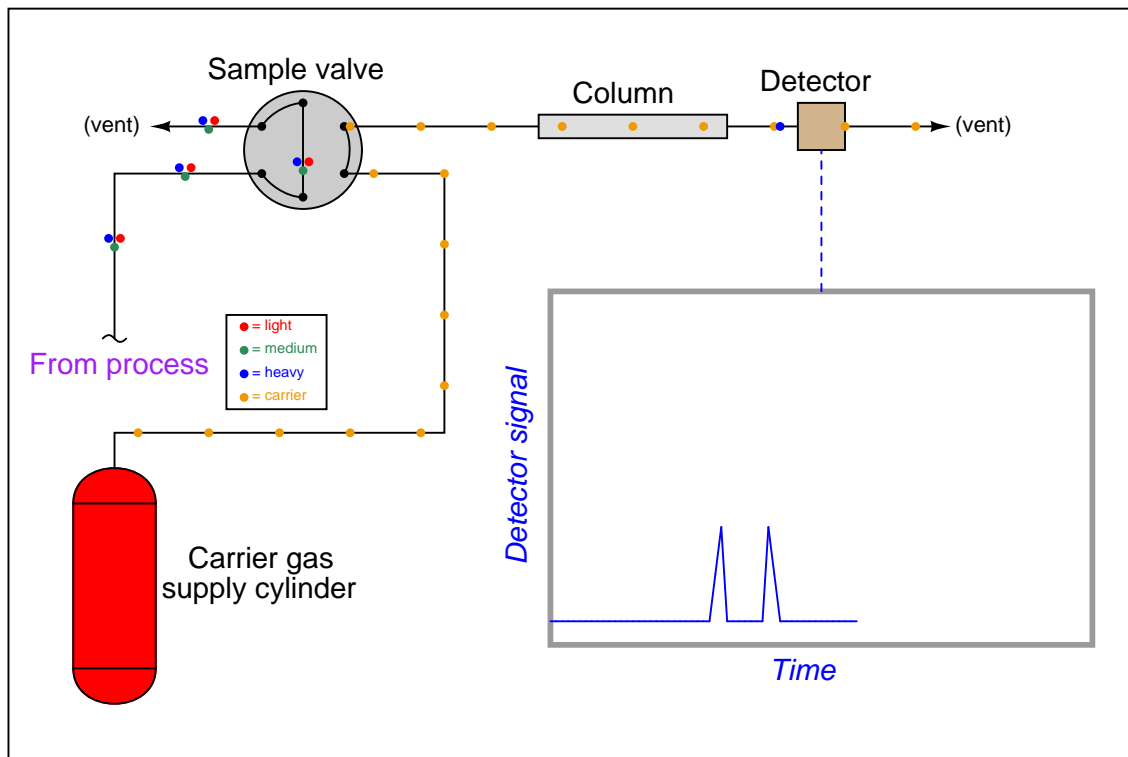 Sample valve
Column
Detector
(vent)
(vent)
= light
= medium
= heavy
= carrier
From process
Detector signal
Carrier gas
supply cylinder
Time